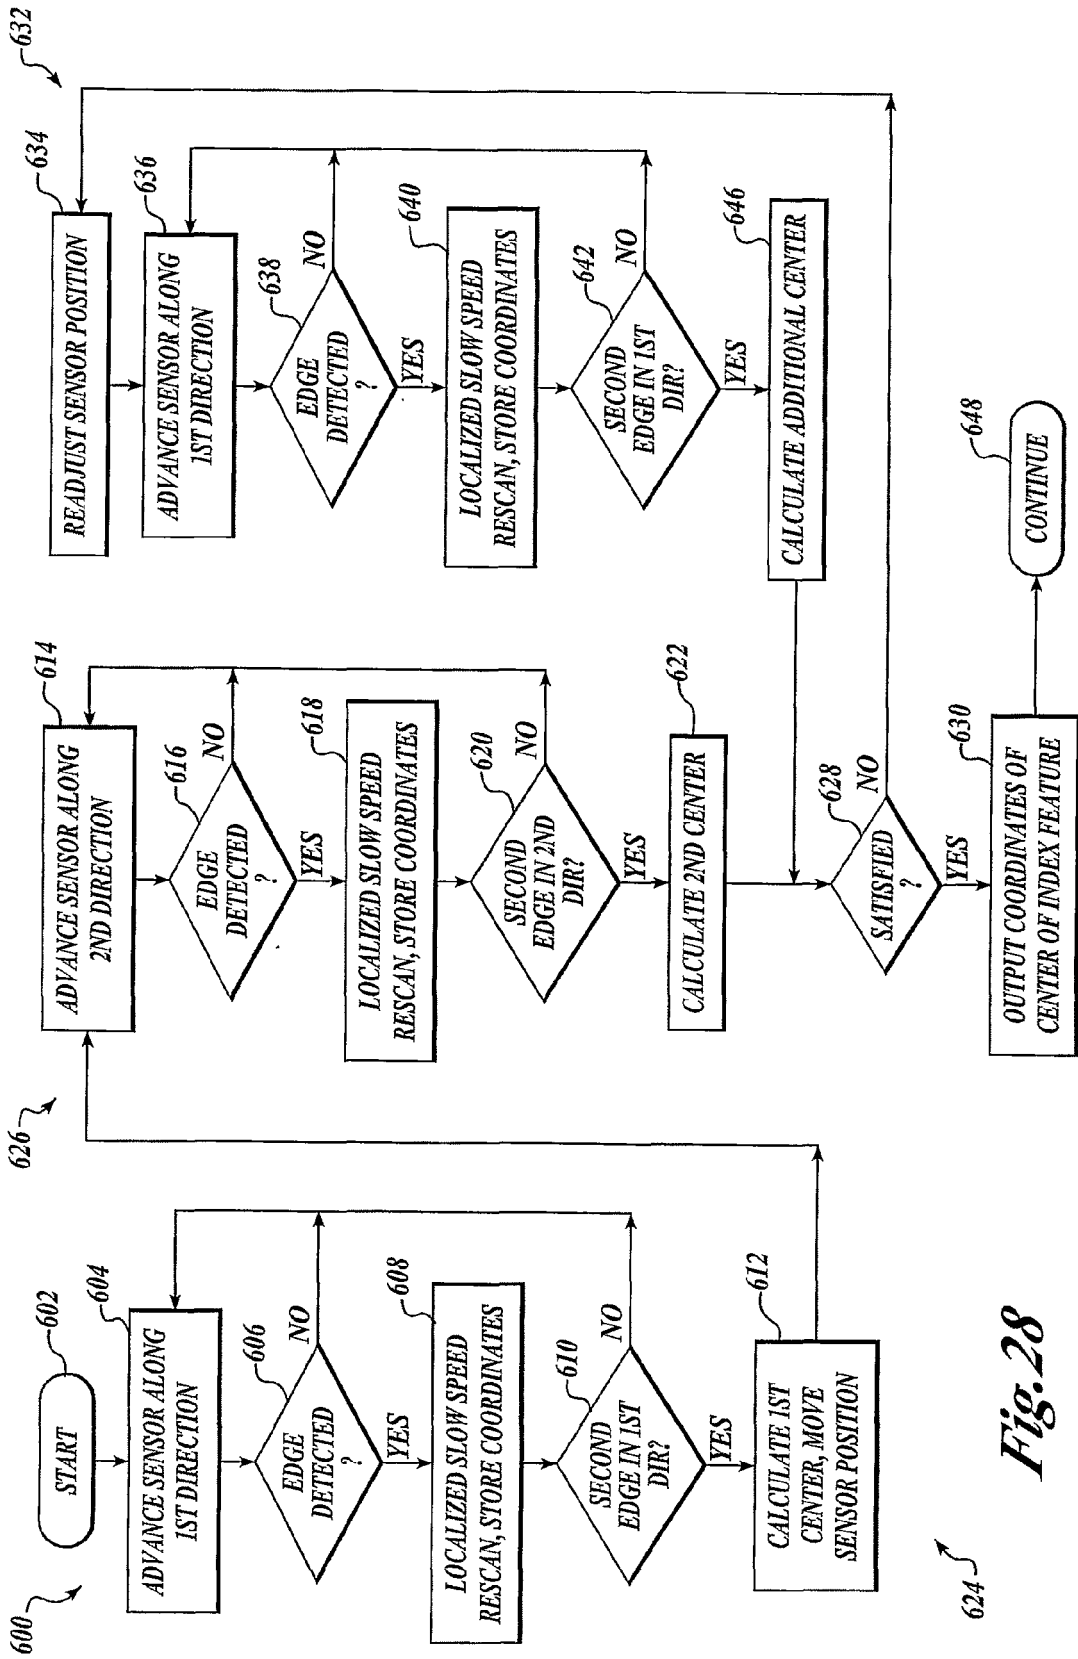 600
START
602
ADVANCE SENSOR ALONG
1ST DIRECTION
604
EDGE
DETECTED
?
606
NO
YES
LOCALIZED SLOW SPEED
RESCAN, STORE COORDINATES
608
SECOND
EDGE IN 1ST
DIR?
610
NO
YES
CALCULATE 1ST
CENTER, MOVE
SENSOR POSITION
612
624
626
ADVANCE SENSOR ALONG
2ND DIRECTION
614
EDGE
DETECTED
?
616
NO
YES
LOCALIZED SLOW SPEED
RESCAN, STORE COORDINATES
618
SECOND
EDGE IN 2ND
DIR?
620
NO
YES
CALCULATE 2ND CENTER
622
SATISFIED
?
628
NO
YES
OUTPUT COORDINATES OF
CENTER OF INDEX FEATURE
630
632
READJUST SENSOR POSITION
634
ADVANCE SENSOR ALONG
1ST DIRECTION
636
EDGE
DETECTED
?
638
NO
YES
LOCALIZED SLOW SPEED
RESCAN, STORE COORDINATES
640
SECOND
EDGE IN 1ST
DIR?
642
NO
YES
CALCULATE ADDITIONAL CENTER
646
CONTINUE
648
Fig.28